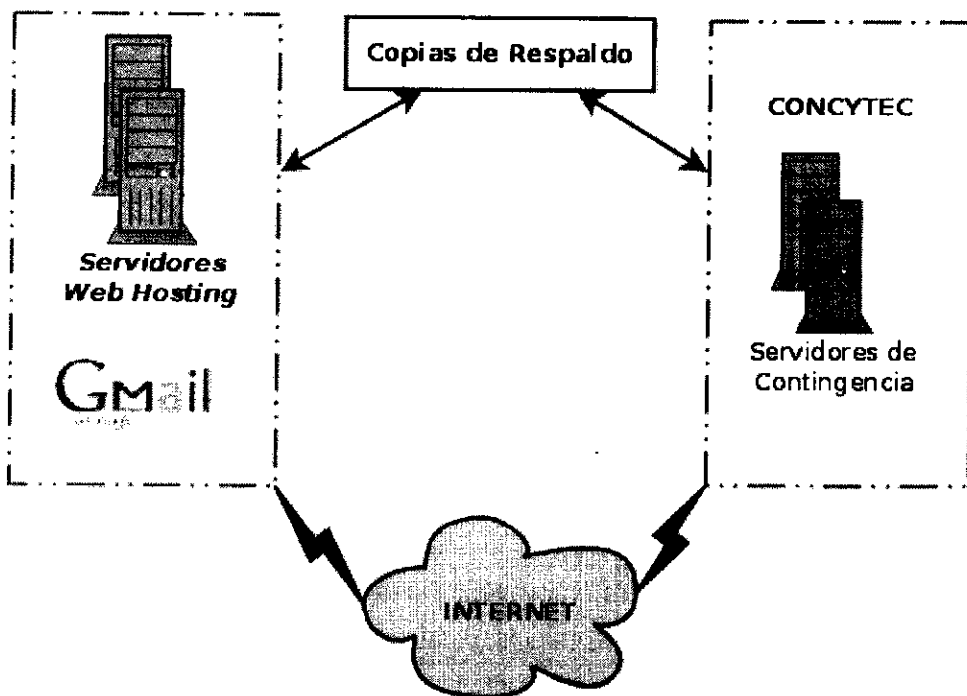 Copias de Respaldo
Servidores
Web Hosting
GMail
CONCYTEC
Servidores de
Contingencia
INTERNET